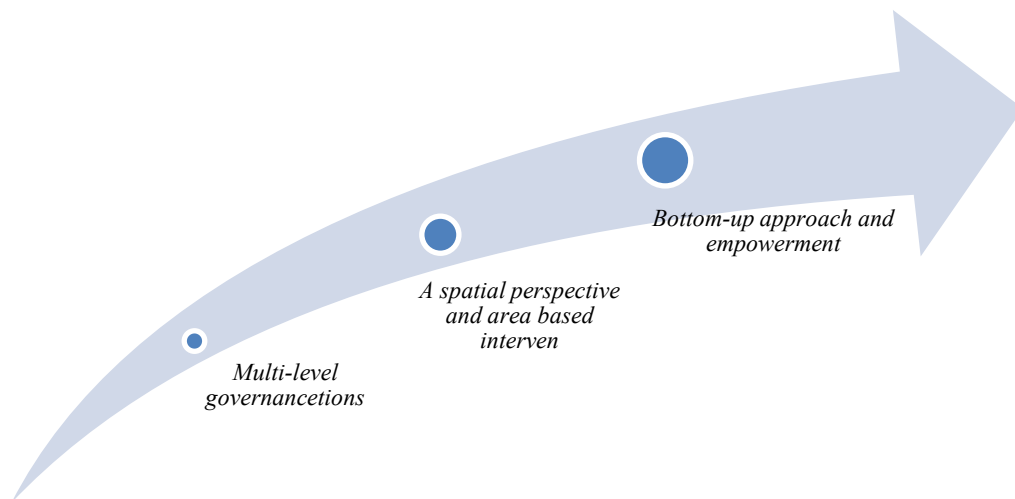 Bottom-up approach and
empowerment
A spatial perspective
and area based
interven
Multi-level
governancetions